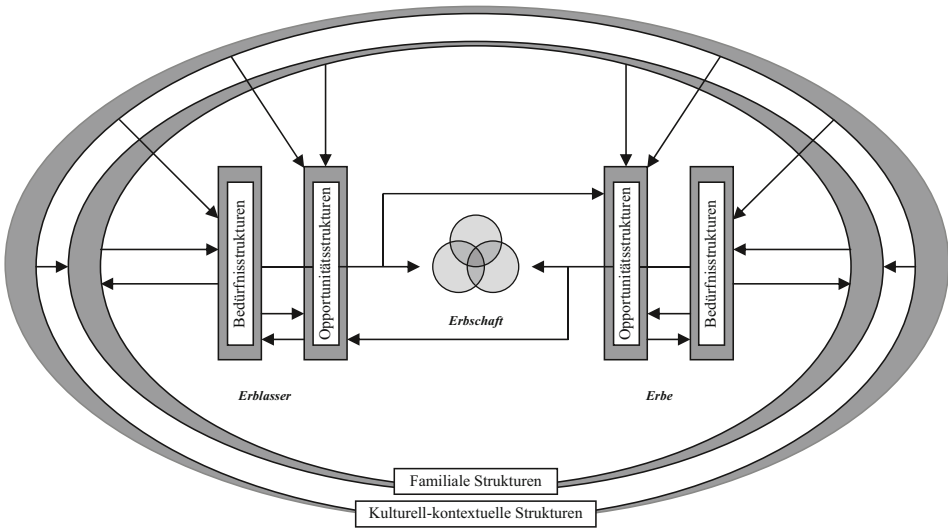 Bedürfnisstrukturen
Opportunitätsstrukturen
Erbschaft
Opportunitätsstrukturen
Bedürfnisstrukturen
Erblasser
Erbe
Familiale Strukturen
Kulturell-kontextuelle Strukturen